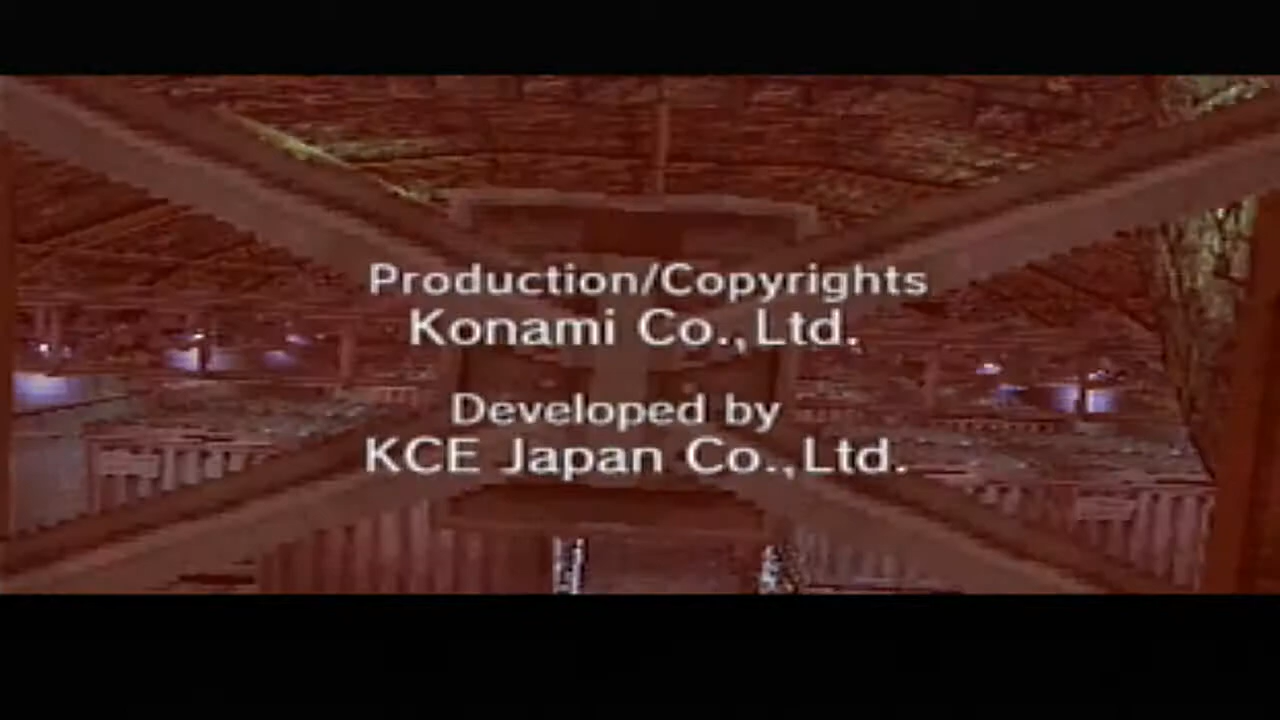 Production/Copyrights
Konami Co.,Ltd.
Developed by
KCE Japan Co.,Ltd.